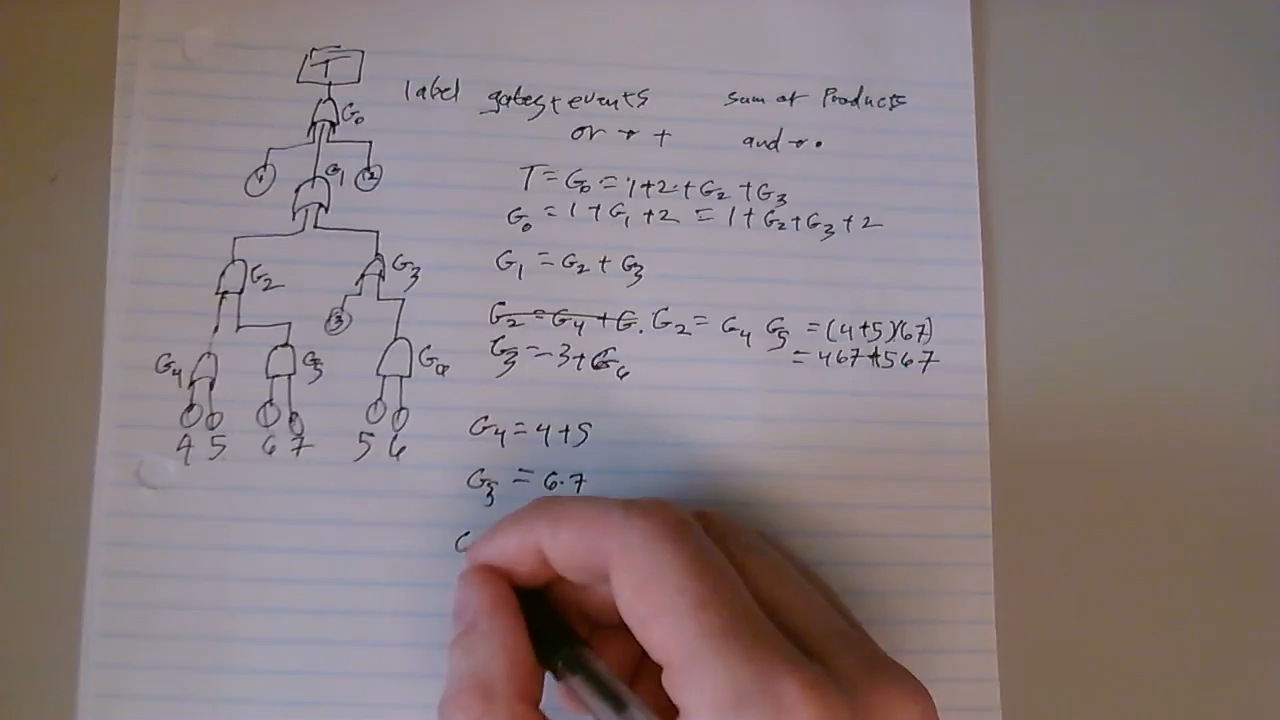 T
label gates + events sum of Products
G0
or → + and → •
1 G1 2
T = G0 = 1+2+G2+G3
G0 = 1+G1+2 = 1+G2+G3+2
G2 G3
G1 = G2 + G3
3
G2 = G4 + G. G2 = G4 G5 = (4+5)(67)
G3 = 3+G6 = 467+567
G4 G5 G6
4 5 6 7 5 6
G4 = 4+5
G5 = 6.7
G